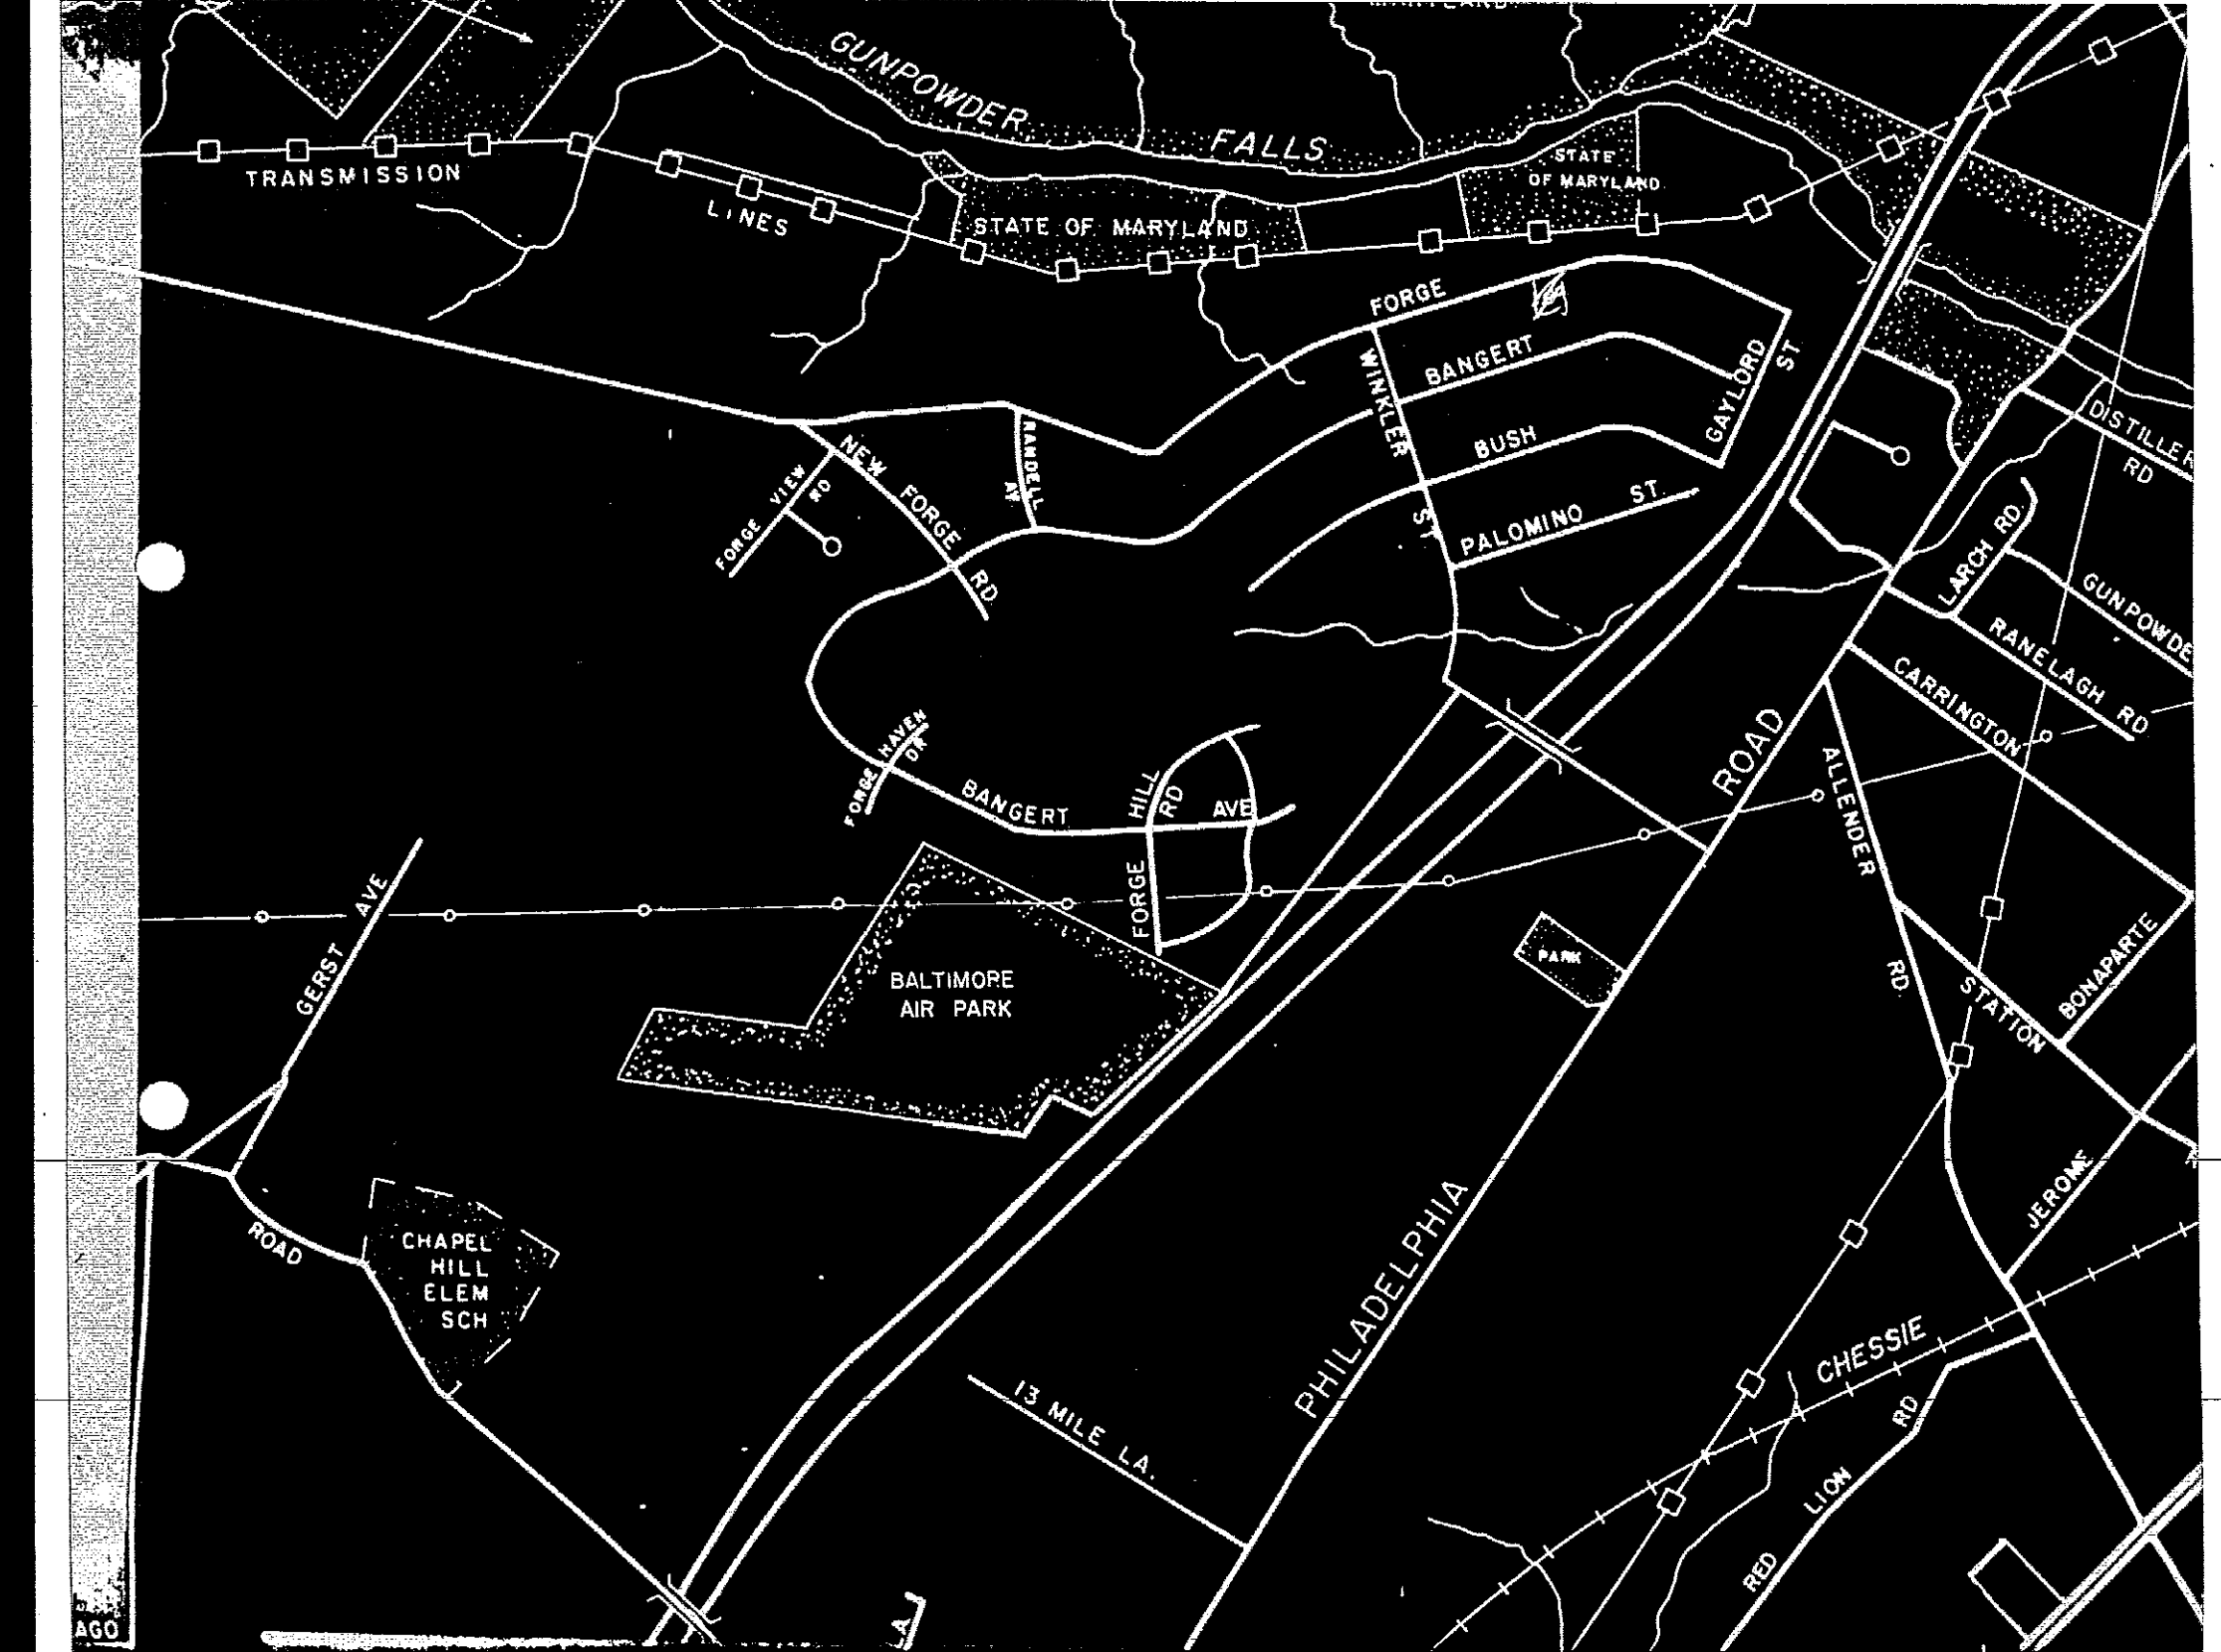 GUNPOWDER FALLS
TRANSMISSION
LINES
STATE OF MARYLAND
STATE
OF MARYLAND
FORGE
BANGERT
WINKLER
ST
GAYLORD
ST
BUSH
PALOMINO ST.
NEW FORGE RD.
RANDELL
AV
FORGE VIEW
RD
DISTILLER
RD
LARCH RD.
GUNPOWDE
RANELAGH RD
CARRINGTON
ALLENDER
RD.
FORGE HAVEN
DR
BANGERT AVE
FORGE HILL
RD
GERST AVE
BALTIMORE
AIR PARK
PARK
STATION
BONAPARTE
JEROME
PHILADELPHIA ROAD
ROAD
CHAPEL
HILL
ELEM
SCH
13 MILE LA.
CHESSIE
RED LION RD
LA.
AGO